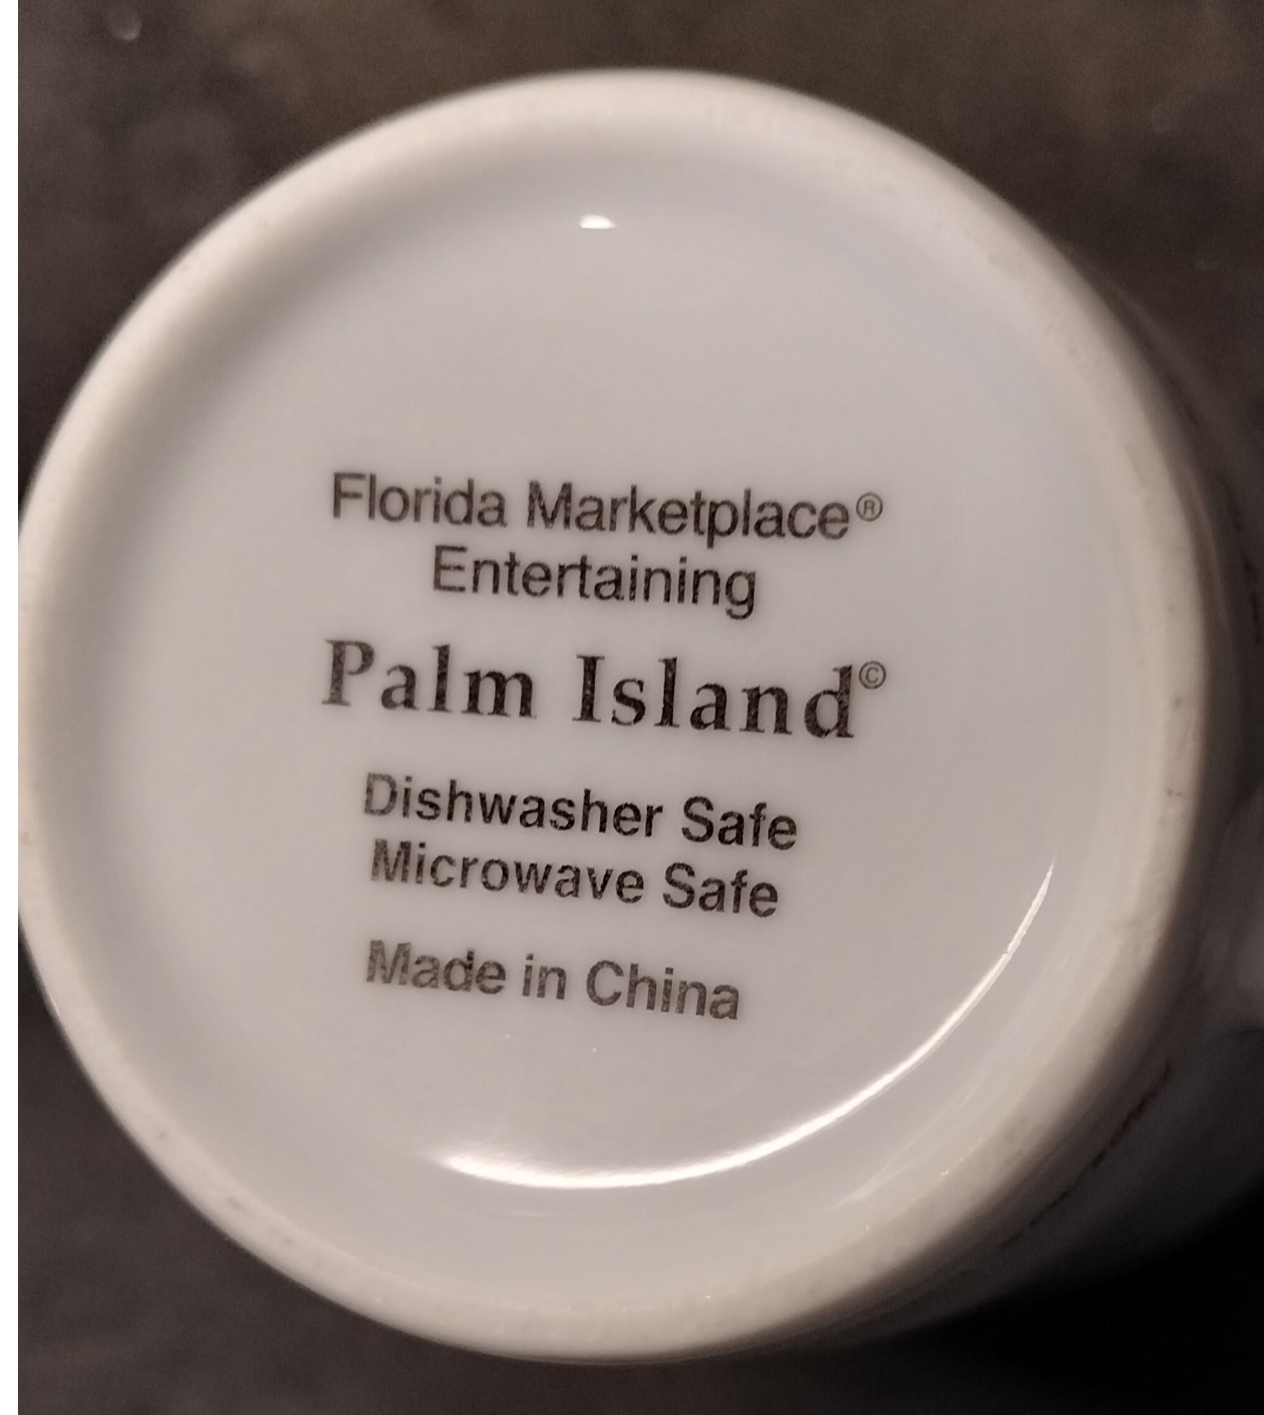 Florida Marketplace®
Entertaining
Palm Island©
Dishwasher Safe
Microwave Safe
Made in China